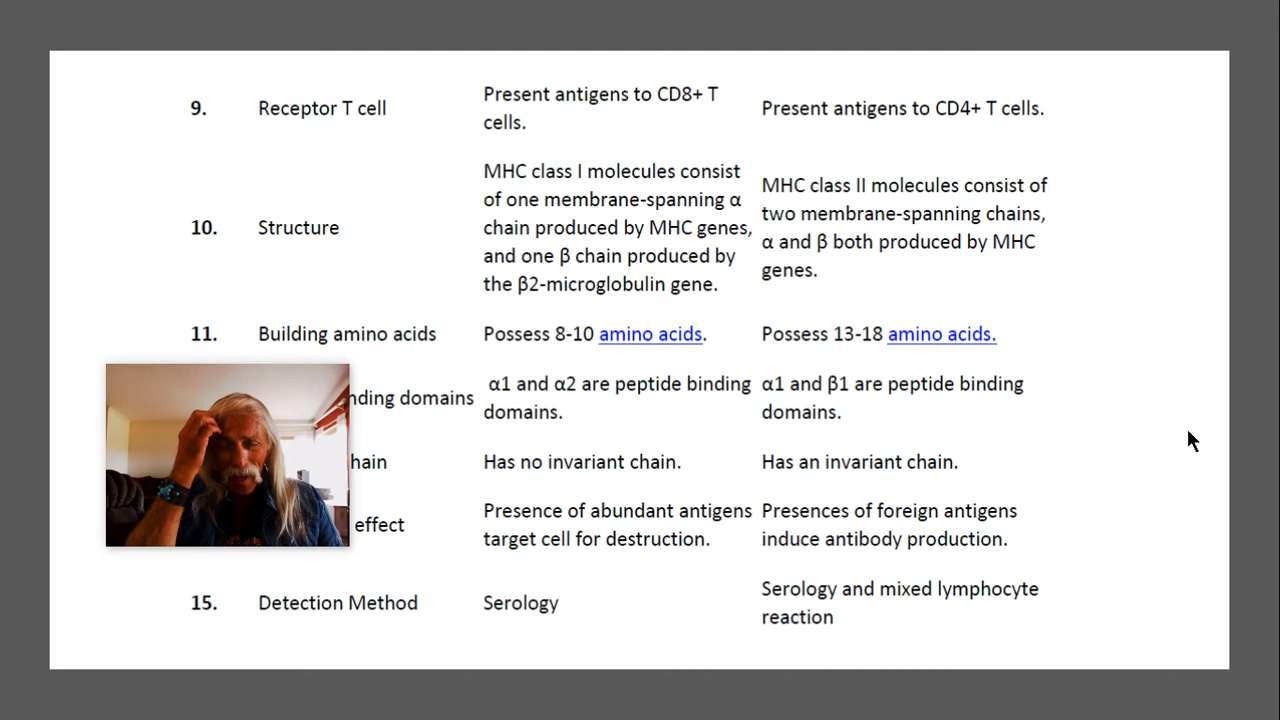 9. Receptor T cell
Present antigens to CD8+ T
cells.
Present antigens to CD4+ T cells.
10. Structure
MHC class I molecules consist
of one membrane-spanning α
chain produced by MHC genes,
and one β chain produced by
the β2-microglobulin gene.
MHC class II molecules consist of
two membrane-spanning chains,
α and β both produced by MHC
genes.
11. Building amino acids
Possess 8-10 amino acids.
Possess 13-18 amino acids.
domains
α1 and α2 are peptide binding
domains.
α1 and β1 are peptide binding
domains.
Has no invariant chain.
Has an invariant chain.
effect
Presence of abundant antigens
target cell for destruction.
Presences of foreign antigens
induce antibody production.
15. Detection Method
Serology
Serology and mixed lymphocyte
reaction